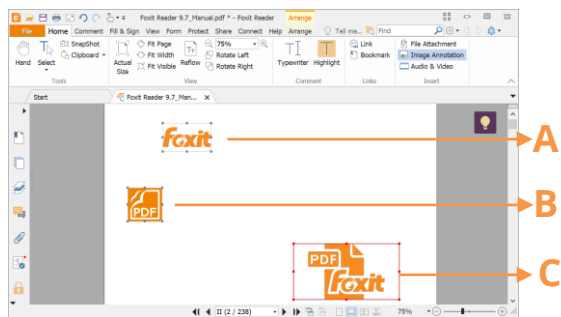 Foxit Reader 9.7_Manual.pdf * - Foxit Reader Arrange
File Home Comment Fill & Sign View Form Protect Share Connect Help Arrange Tell me... Find
SnapShot Fit Page 75% Link File Attachment
Clipboard Fit Width Rotate Left Bookmark Image Annotation
Hand Select Actual Size Fit Visible Reflow Rotate Right Typewriter Highlight Audio & Video
Tools View Comment Links Insert
Start Foxit Reader 9.7_Man... x
foxit A
PDF B
PDF
foxit C
II (2 / 238) 75%